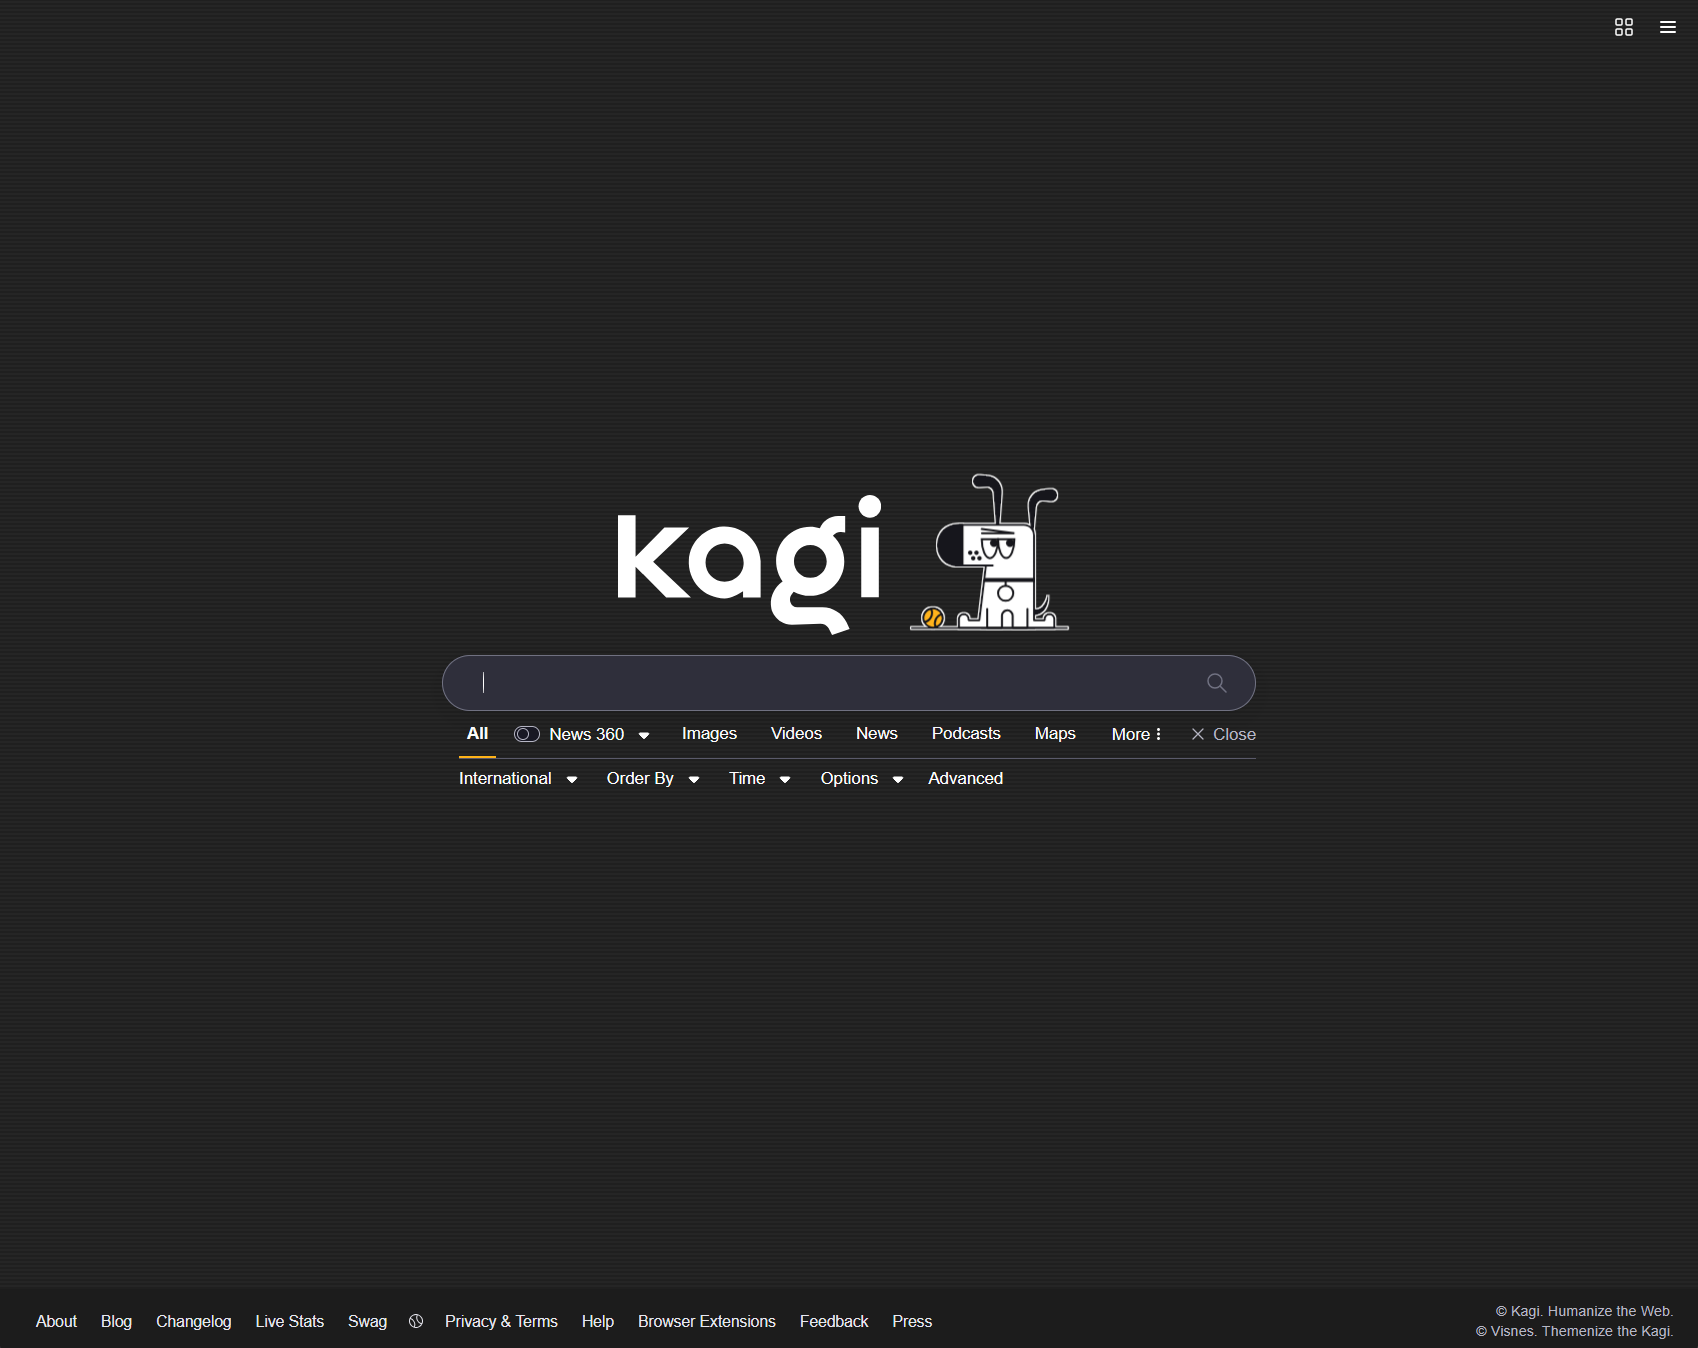 kagi
All News 360 Images Videos News Podcasts Maps More Close
International Order By Time Options Advanced
About Blog Changelog Live Stats Swag Privacy & Terms Help Browser Extensions Feedback Press
© Kagi. Humanize the Web.
© Visnes. Themenize the Kagi.